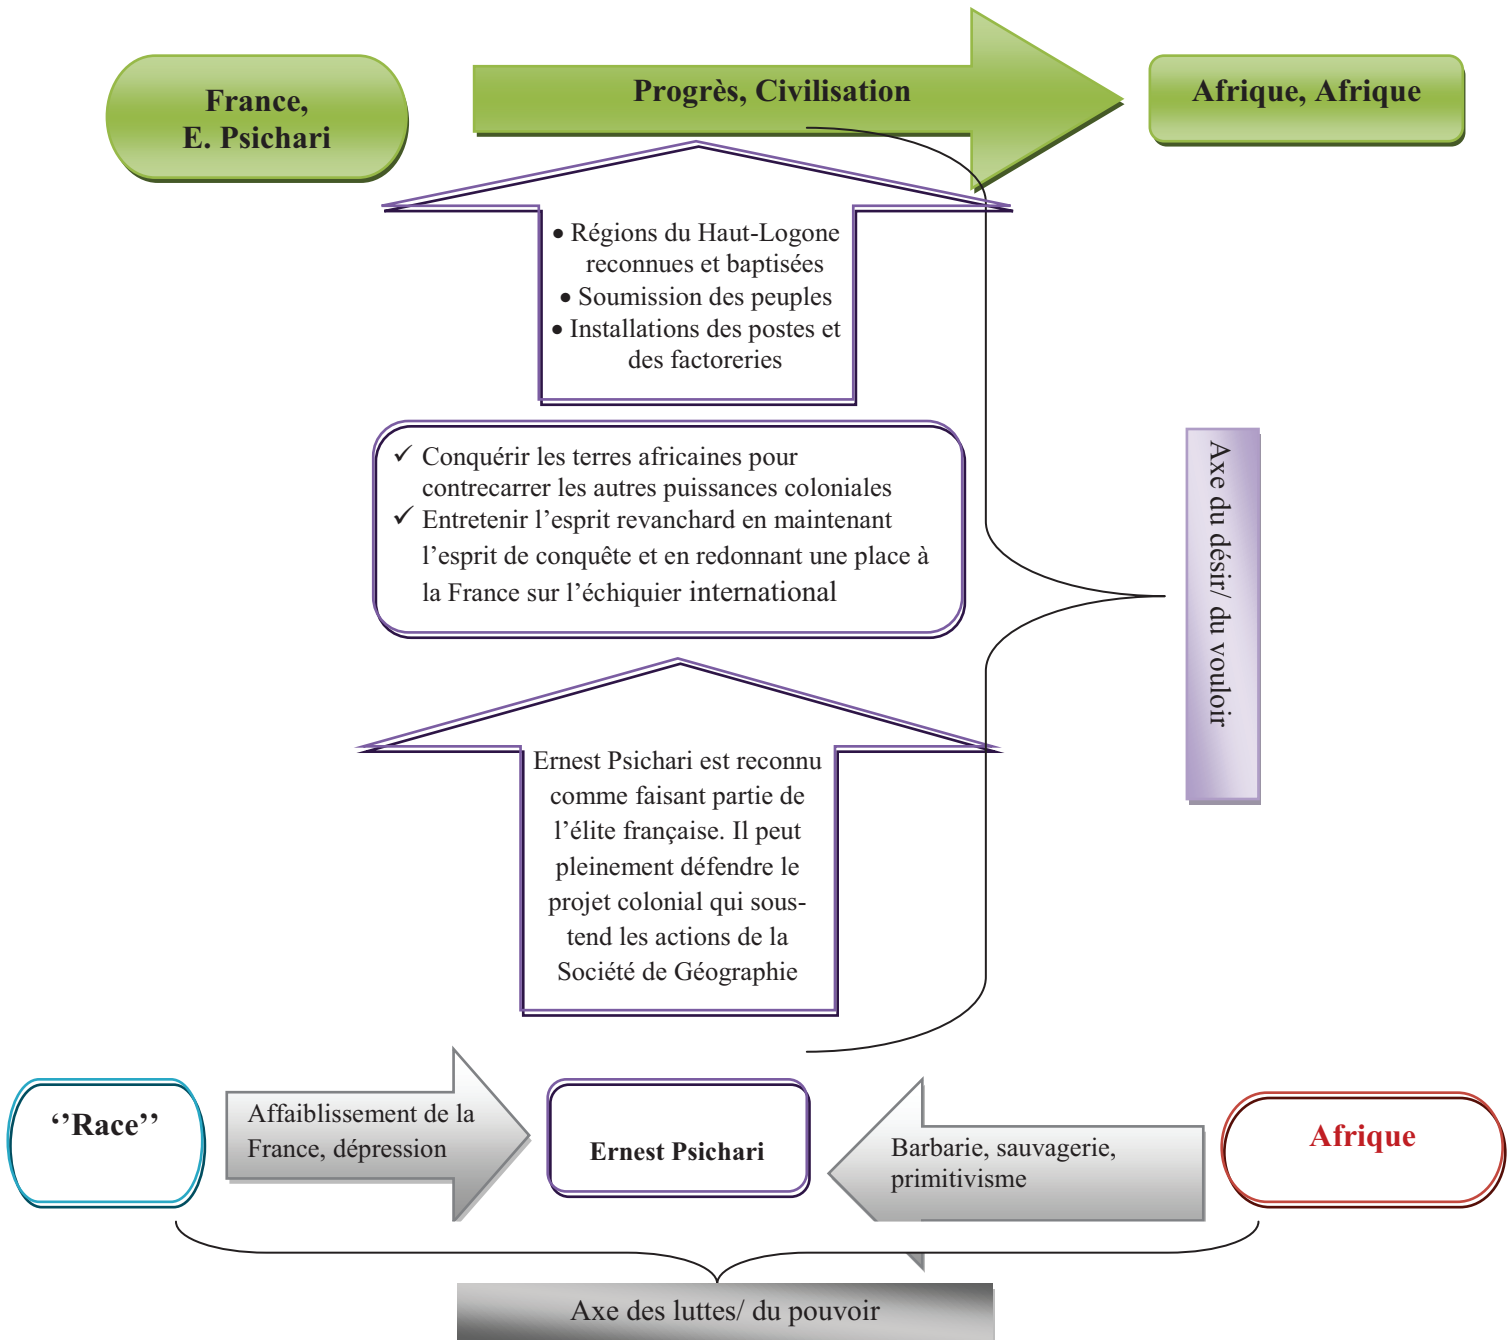 France,
E. Psichari
Progrès, Civilisation
Afrique, Afrique
• Régions du Haut-Logone
reconnues et baptisées
• Soumission des peuples
• Installations des postes et
des factoreries
✓ Conquérir les terres africaines pour
contrecarrer les autres puissances coloniales
✓ Entretenir l’esprit revanchard en maintenant
l’esprit de conquête et en redonnant une place à
la France sur l’échiquier international
Axe du désir/ du vouloir
Ernest Psichari est reconnu
comme faisant partie de
l’élite française. Il peut
pleinement défendre le
projet colonial qui sous-
tend les actions de la
Société de Géographie
‘’Race’’
Affaiblissement de la
France, dépression
Ernest Psichari
Barbarie, sauvagerie,
primitivisme
Afrique
Axe des luttes/ du pouvoir